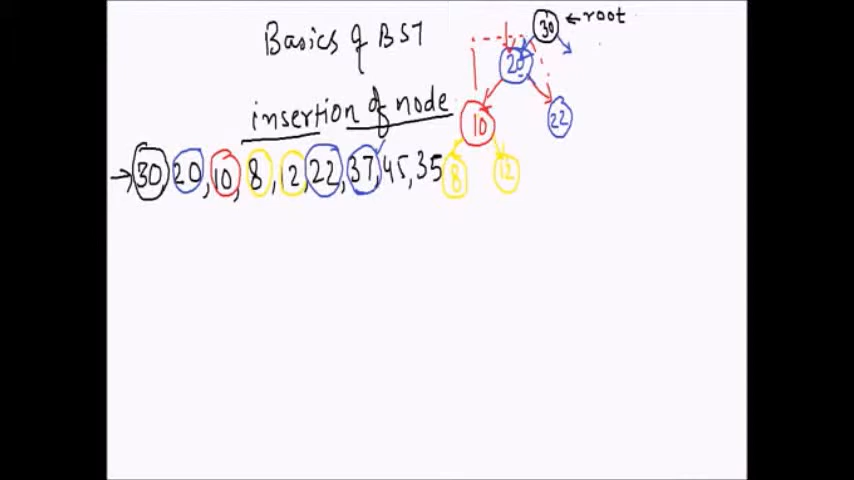 Basics of BST
30 ←root
20
insertion of node
10 22
→30, 20, 10, 8, 12, 22, 37, 45, 35
8 12